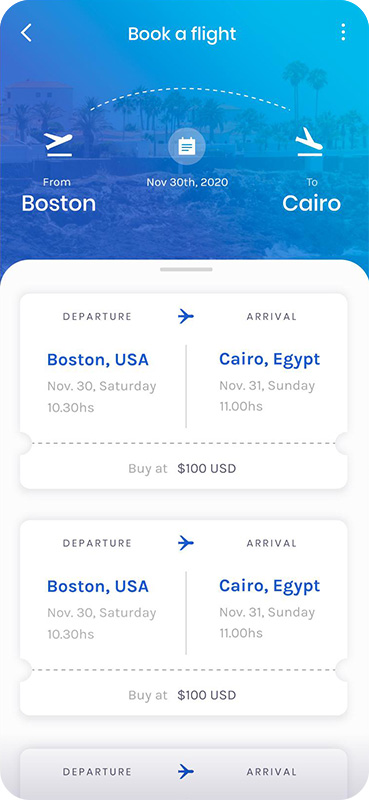 Book a flight
From Nov 30th, 2020 To
Boston Cairo
DEPARTURE ARRIVAL
Boston, USA Cairo, Egypt
Nov. 30, Saturday Nov. 31, Sunday
10.30hs 11.00hs
Buy at $100 USD
DEPARTURE ARRIVAL
Boston, USA Cairo, Egypt
Nov. 30, Saturday Nov. 31, Sunday
10.30hs 11.00hs
Buy at $100 USD
DEPARTURE ARRIVAL